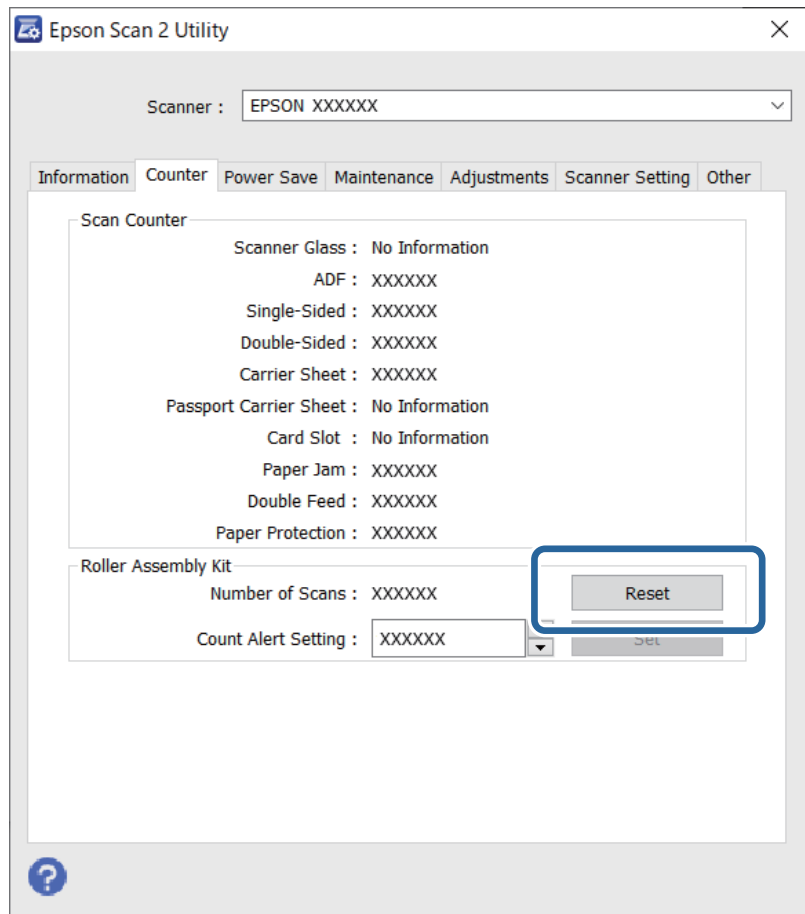 Epson Scan 2 Utility
Scanner : EPSON XXXXXX
Information Counter Power Save Maintenance Adjustments Scanner Setting Other
Scan Counter
Scanner Glass : No Information
ADF : XXXXXX
Single-Sided : XXXXXX
Double-Sided : XXXXXX
Carrier Sheet : XXXXXX
Passport Carrier Sheet : No Information
Card Slot : No Information
Paper Jam : XXXXXX
Double Feed : XXXXXX
Paper Protection : XXXXXX
Roller Assembly Kit
Number of Scans : XXXXXX Reset
Count Alert Setting : XXXXXX Set
?